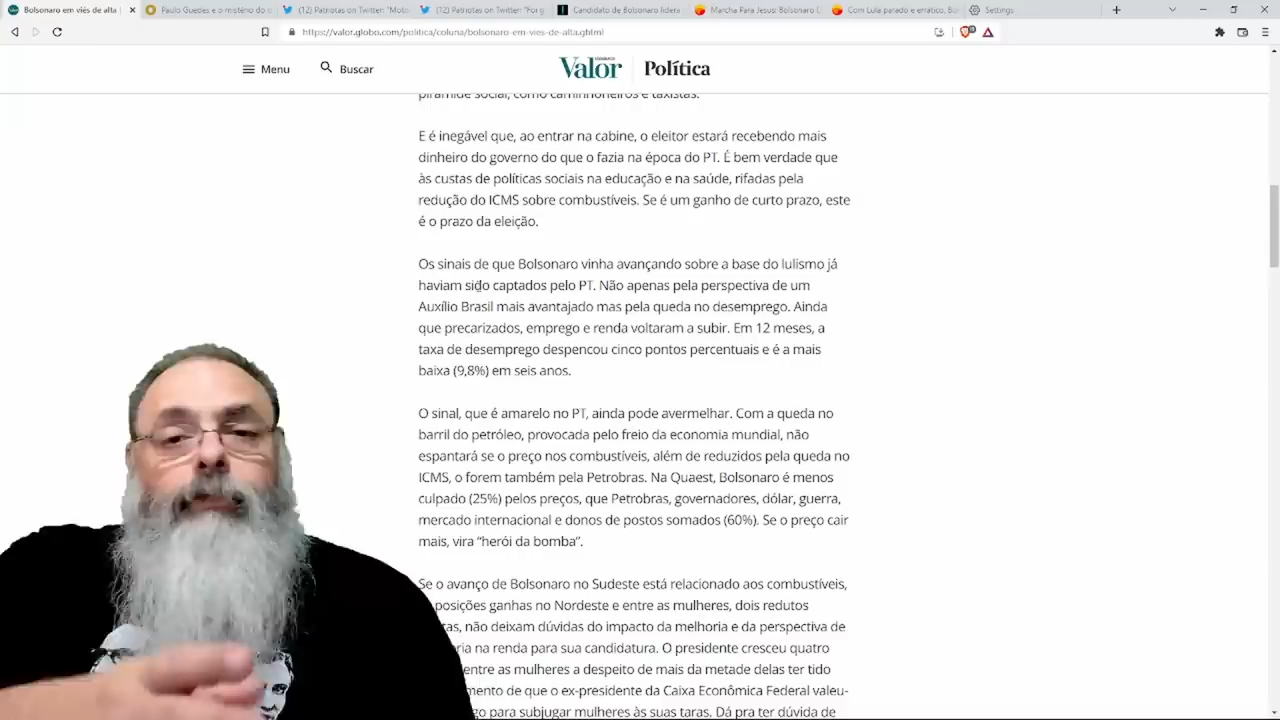 Bolsonaro em viés de alta |
Paulo Guedes e o mistério do c
(12) Patriotas on Twitter: "Moto
(12) Patriotas on Twitter: "For g
Candidato de Bolsonaro lidera
Marcha Para Jesus: Bolsonaro D
Com Lula parado e errático, Bo
Settings
https://valor.globo.com/politica/coluna/bolsonaro-em-vies-de-alta.ghtml
Menu
Buscar
Valor
Política
pirâmide social, como caminhoneiros e taxistas.
E é inegável que, ao entrar na cabine, o eleitor estará recebendo mais
dinheiro do governo do que o fazia na época do PT. É bem verdade que
às custas de políticas sociais na educação e na saúde, rifadas pela
redução do ICMS sobre combustíveis. Se é um ganho de curto prazo, este
é o prazo da eleição.
Os sinais de que Bolsonaro vinha avançando sobre a base do lulismo já
haviam sido captados pelo PT. Não apenas pela perspectiva de um
Auxílio Brasil mais avantajado mas pela queda no desemprego. Ainda
que precarizados, emprego e renda voltaram a subir. Em 12 meses, a
taxa de desemprego despencou cinco pontos percentuais e é a mais
baixa (9,8%) em seis anos.
O sinal, que é amarelo no PT, ainda pode avermelhar. Com a queda no
barril do petróleo, provocada pelo freio da economia mundial, não
espantará se o preço nos combustíveis, além de reduzidos pela queda no
ICMS, o forem também pela Petrobras. Na Quaest, Bolsonaro é menos
culpado (25%) pelos preços, que Petrobras, governadores, dólar, guerra,
mercado internacional e donos de postos somados (60%). Se o preço cair
mais, vira "herói da bomba".
Se o avanço de Bolsonaro no Sudeste está relacionado aos combustíveis,
posições ganhas no Nordeste e entre as mulheres, dois redutos
tas, não deixam dúvidas do impacto da melhoria e da perspectiva de
ria na renda para sua candidatura. O presidente cresceu quatro
entre as mulheres a despeito de mais da metade delas ter tido
mento de que o ex-presidente da Caixa Econômica Federal valeu-
go para subjugar mulheres às suas taras. Dá pra ter dúvida de